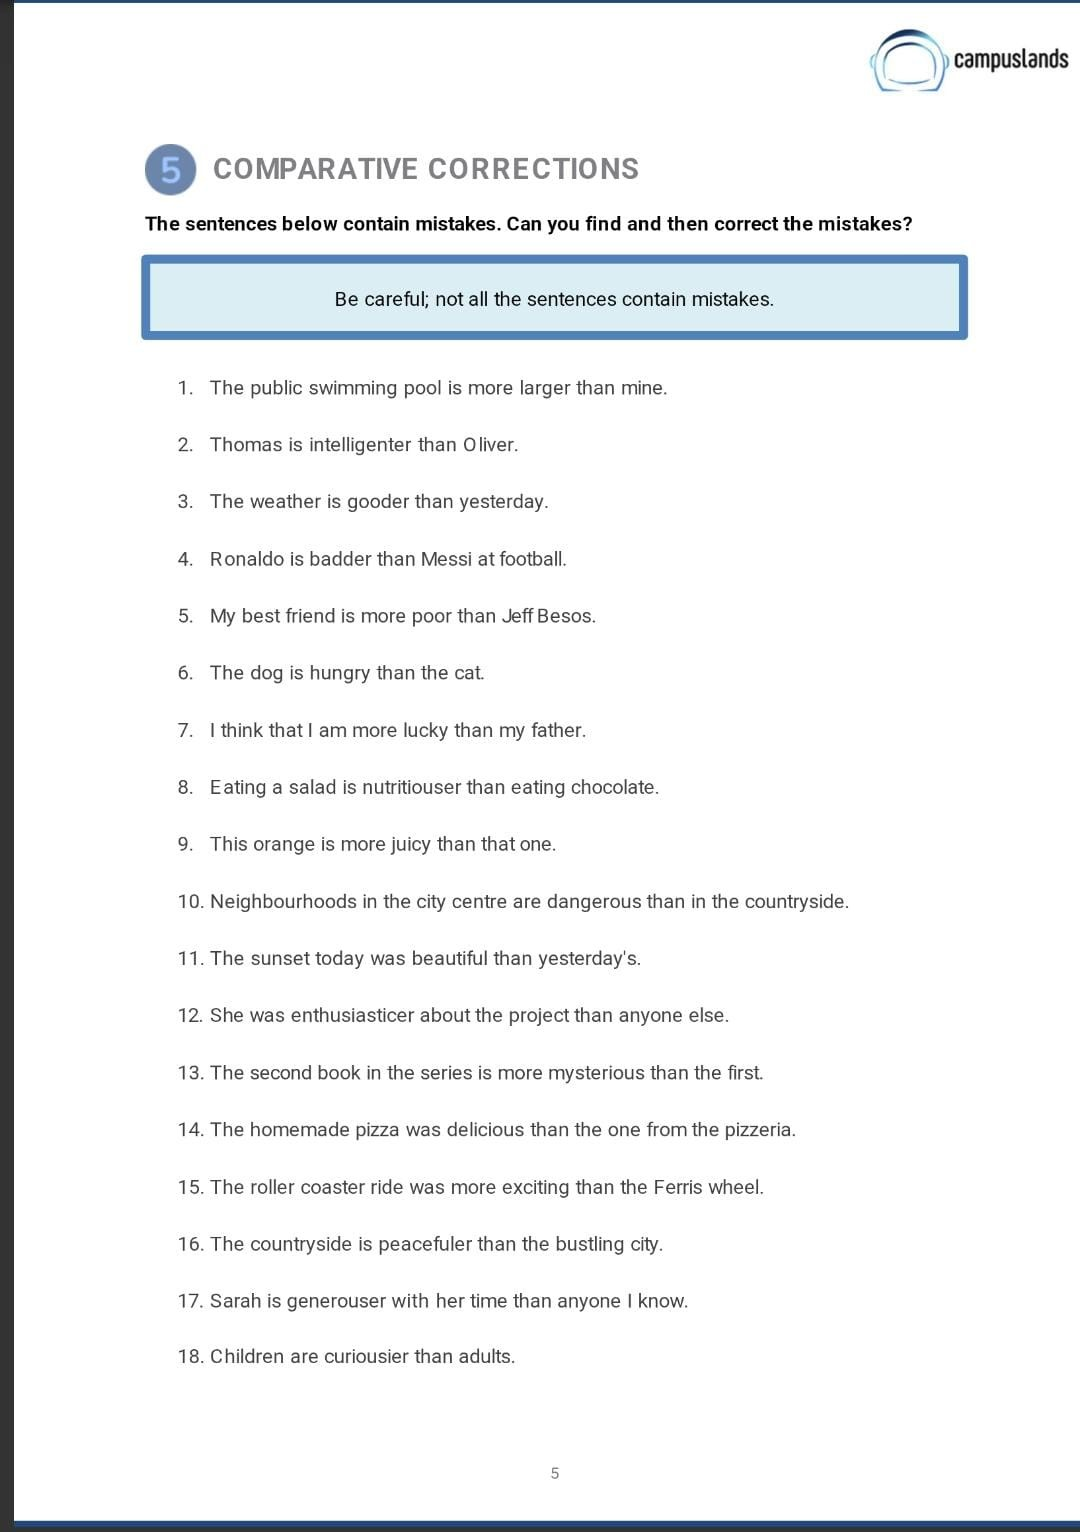 campuslands
5 COMPARATIVE CORRECTIONS
The sentences below contain mistakes. Can you find and then correct the mistakes?
Be careful; not all the sentences contain mistakes.
1. The public swimming pool is more larger than mine.
2. Thomas is intelligenter than Oliver.
3. The weather is gooder than yesterday.
4. Ronaldo is badder than Messi at football.
5. My best friend is more poor than Jeff Besos.
6. The dog is hungry than the cat.
7. I think that I am more lucky than my father.
8. Eating a salad is nutritiouser than eating chocolate.
9. This orange is more juicy than that one.
10. Neighbourhoods in the city centre are dangerous than in the countryside.
11. The sunset today was beautiful than yesterday's.
12. She was enthusiasticer about the project than anyone else.
13. The second book in the series is more mysterious than the first.
14. The homemade pizza was delicious than the one from the pizzeria.
15. The roller coaster ride was more exciting than the Ferris wheel.
16. The countryside is peacefuler than the bustling city.
17. Sarah is generouser with her time than anyone I know.
18. Children are curiousier than adults.
5